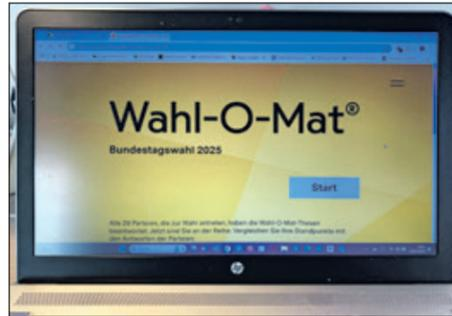 Wahl-O-Mat®
Bundestagswahl 2025
Start
Alle 29 Parteien, die zur Wahl antreten, haben die Wahl-O-Mat-Thesen
beantwortet. Jetzt sind Sie an der Reihe: Vergleichen Sie Ihre Standpunkte mit
den Antworten der Parteien.
hp